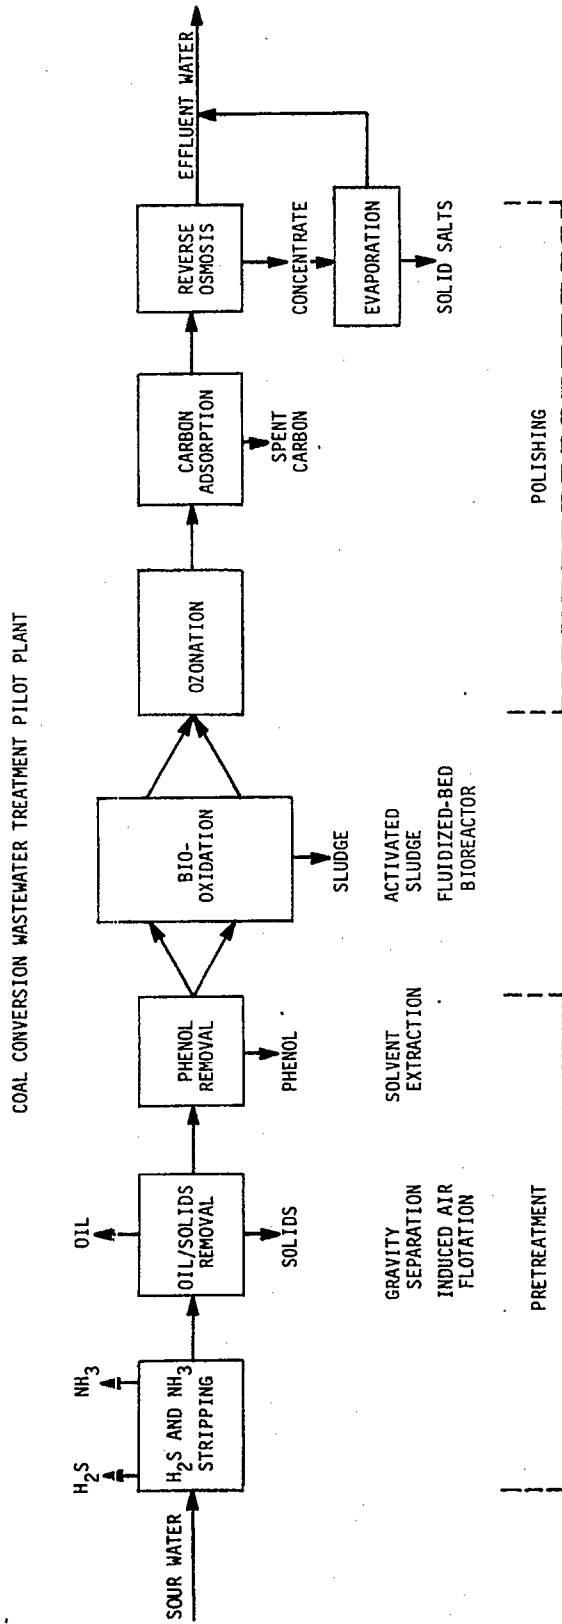 COAL CONVERSION WASTEWATER TREATMENT PILOT PLANT
SOUR WATER
H2S
NH3
H2S AND NH3
STRIPPING
OIL
OIL/SOLIDS
REMOVAL
SOLIDS
GRAVITY
SEPARATION
INDUCED AIR
FLOTATION
PRETREATMENT
PHENOL
REMOVAL
PHENOL
SOLVENT
EXTRACTION
BIO-
OXIDATION
SLUDGE
ACTIVATED
SLUDGE
FLUIDIZED-BED
BIOREACTOR
OZONATION
CARBON
ADSORPTION
SPENT
CARBON
POLISHING
REVERSE
OSMOSIS
EFFLUENT WATER
CONCENTRATE
EVAPORATION
SOLID SALTS